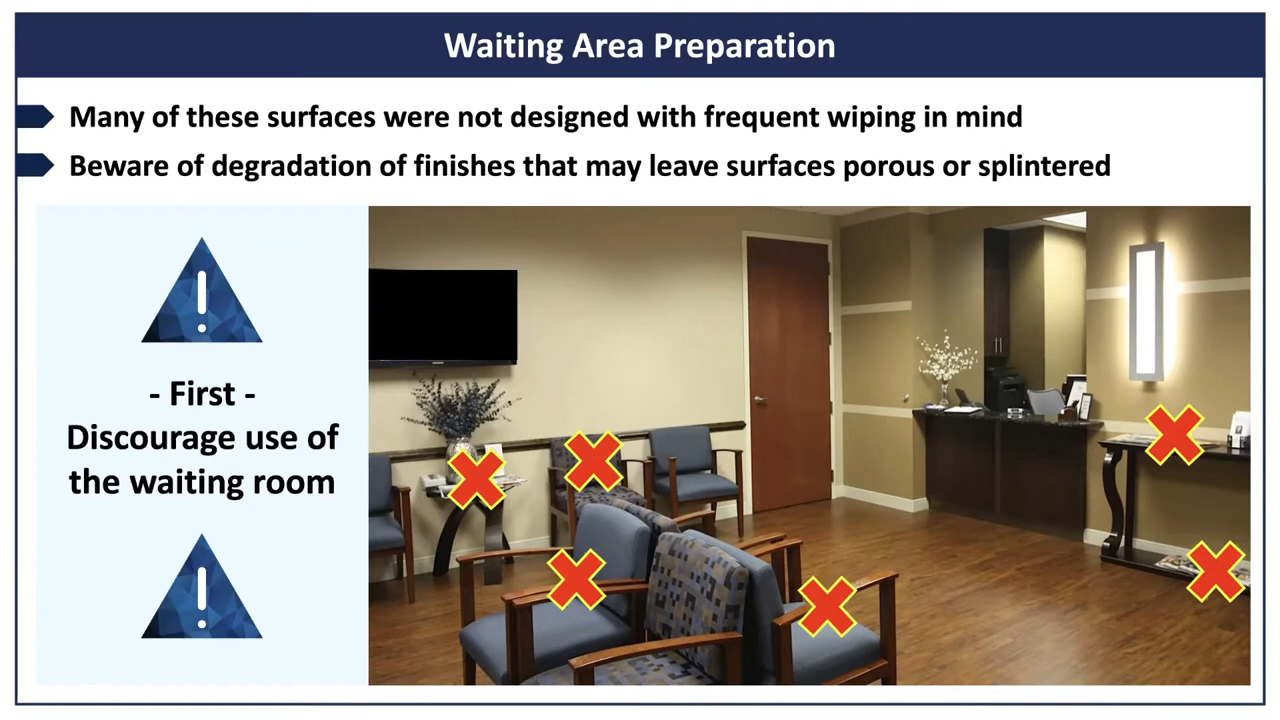 Waiting Area Preparation
Many of these surfaces were not designed with frequent wiping in mind
Beware of degradation of finishes that may leave surfaces porous or splintered
- First -
Discourage use of
the waiting room